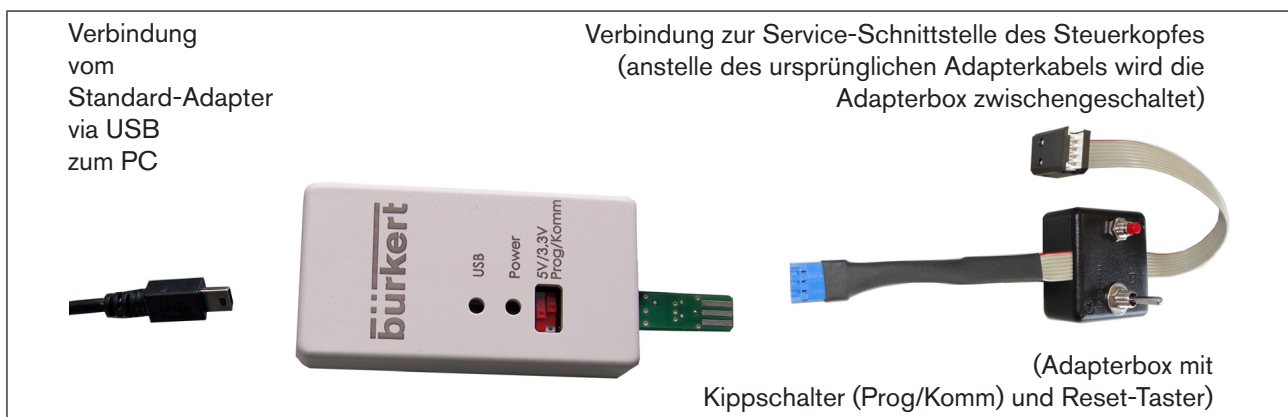 Verbindung
vom
Standard-Adapter
via USB
zum PC
Verbindung zur Service-Schnittstelle des Steuerkopfes
(anstelle des ursprünglichen Adapterkabels wird die
Adapterbox zwischengeschaltet)
bürkert
USB
Power
5V/3,3V
Prog/Komm
(Adapterbox mit
Kippschalter (Prog/Komm) und Reset-Taster)